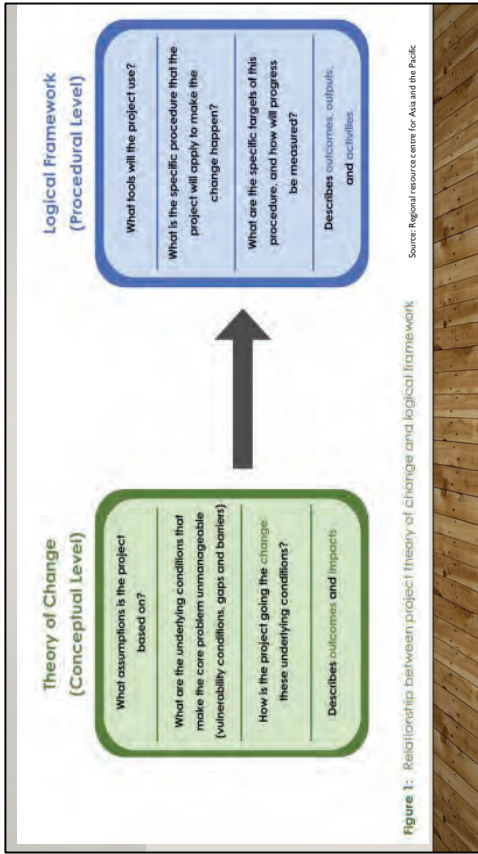 Theory of Change
(Conceptual Level)
What assumptions is the project
based on?
What are the underlying conditions that
make the core problem unmanageable
(vulnerability conditions, gaps and barriers)
How is the project going the change
these underlying conditions?
Describes outcomes and impacts
Logical Framework
(Procedural Level)
What tools will the project use?
What is the specific procedure that the
project will apply to make the
change happen?
What are the specific targets of this
procedure, and how will progress
be measured?
Describes outcomes, outputs,
and activities
Source: Regional resource centre for Asia and the Pacific
Figure 1: Relationship between project theory of change and logical framework